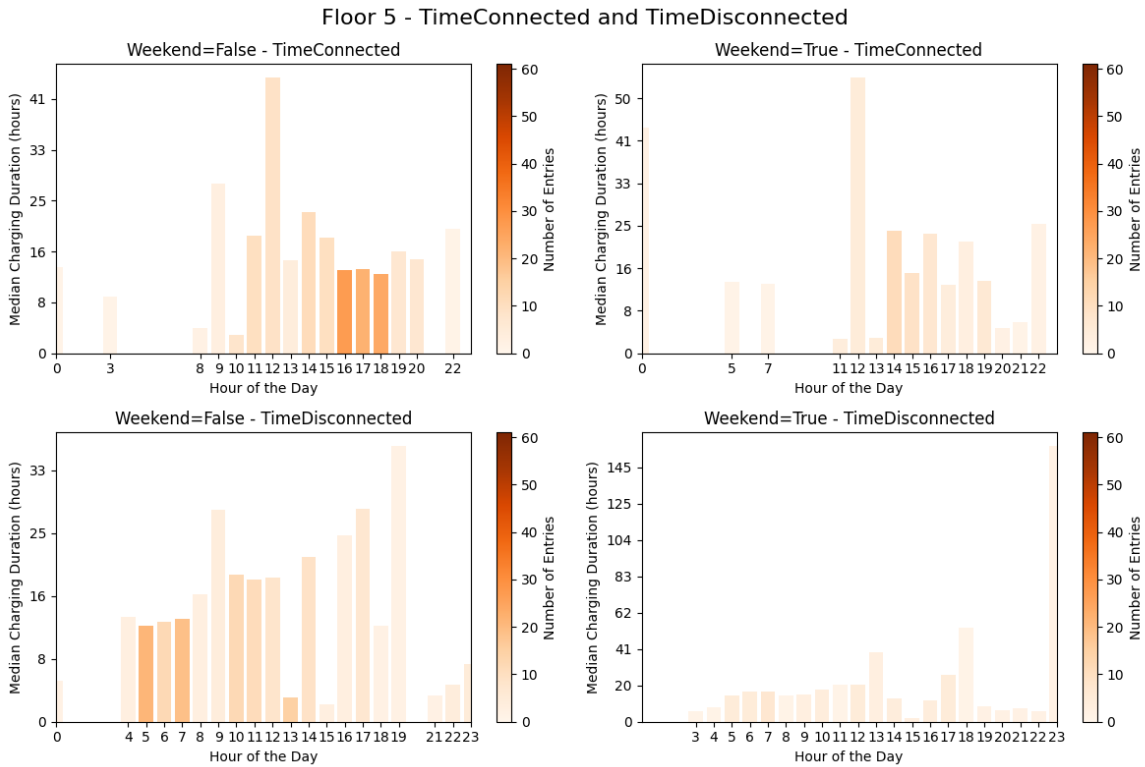 Floor 5 - TimeConnected and TimeDisconnected
Weekend=False - TimeConnected
Median Charging Duration (hours)
41
33
25
16
8
0
0 3 8 9 10 11 12 13 14 15 16 17 18 19 20 22
Hour of the Day
60
50
40
30
20
10
0
Number of Entries
Weekend=True - TimeConnected
Median Charging Duration (hours)
50
41
33
25
16
8
0
0 5 7 11 12 13 14 15 16 17 18 19 20 21 22
Hour of the Day
60
50
40
30
20
10
0
Number of Entries
Weekend=False - TimeDisconnected
Median Charging Duration (hours)
33
25
16
8
0
0 4 5 6 7 8 9 10 11 12 13 14 15 16 17 18 19 21 22 23
Hour of the Day
60
50
40
30
20
10
0
Number of Entries
Weekend=True - TimeDisconnected
Median Charging Duration (hours)
145
125
104
83
62
41
20
0
3 4 5 6 7 8 9 10 11 12 13 14 15 16 17 18 19 20 21 22 23
Hour of the Day
60
50
40
30
20
10
0
Number of Entries